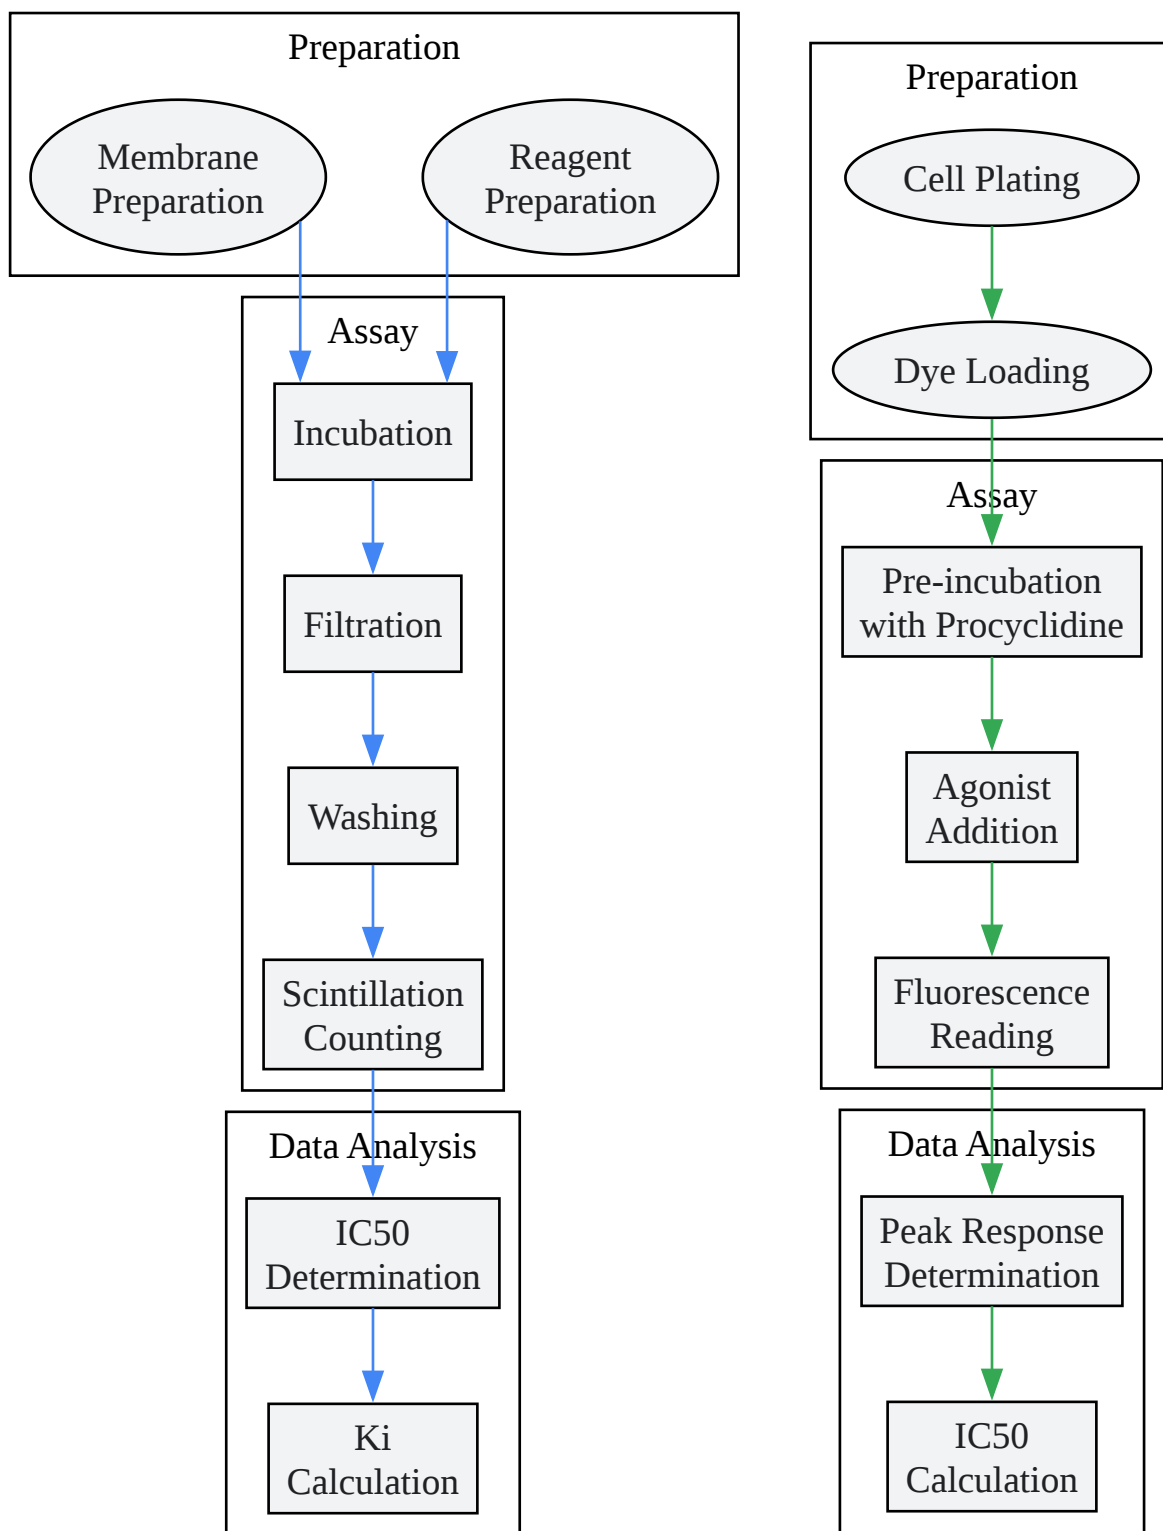 Preparation
Membrane
Preparation
Reagent
Preparation
Assay
Incubation
Filtration
Washing
Scintillation
Counting
Data Analysis
IC50
Determination
Ki
Calculation
Preparation
Cell Plating
Dye Loading
Assay
Pre-incubation
with Procyclidine
Agonist
Addition
Fluorescence
Reading
Data Analysis
Peak Response
Determination
IC50
Calculation